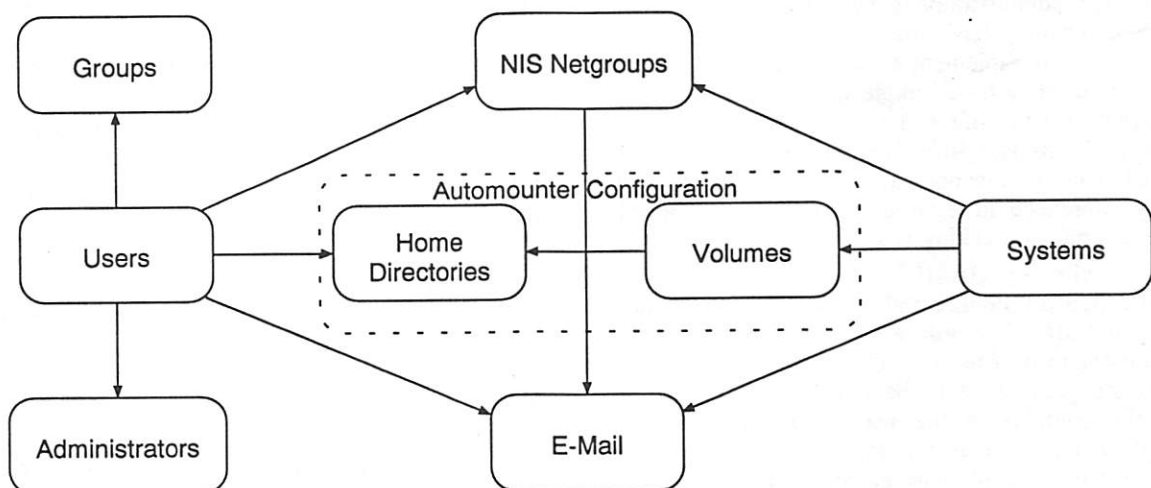 Groups
NIS Netgroups
Automounter Configuration
Users
Home
Directories
Volumes
Systems
Administrators
E-Mail